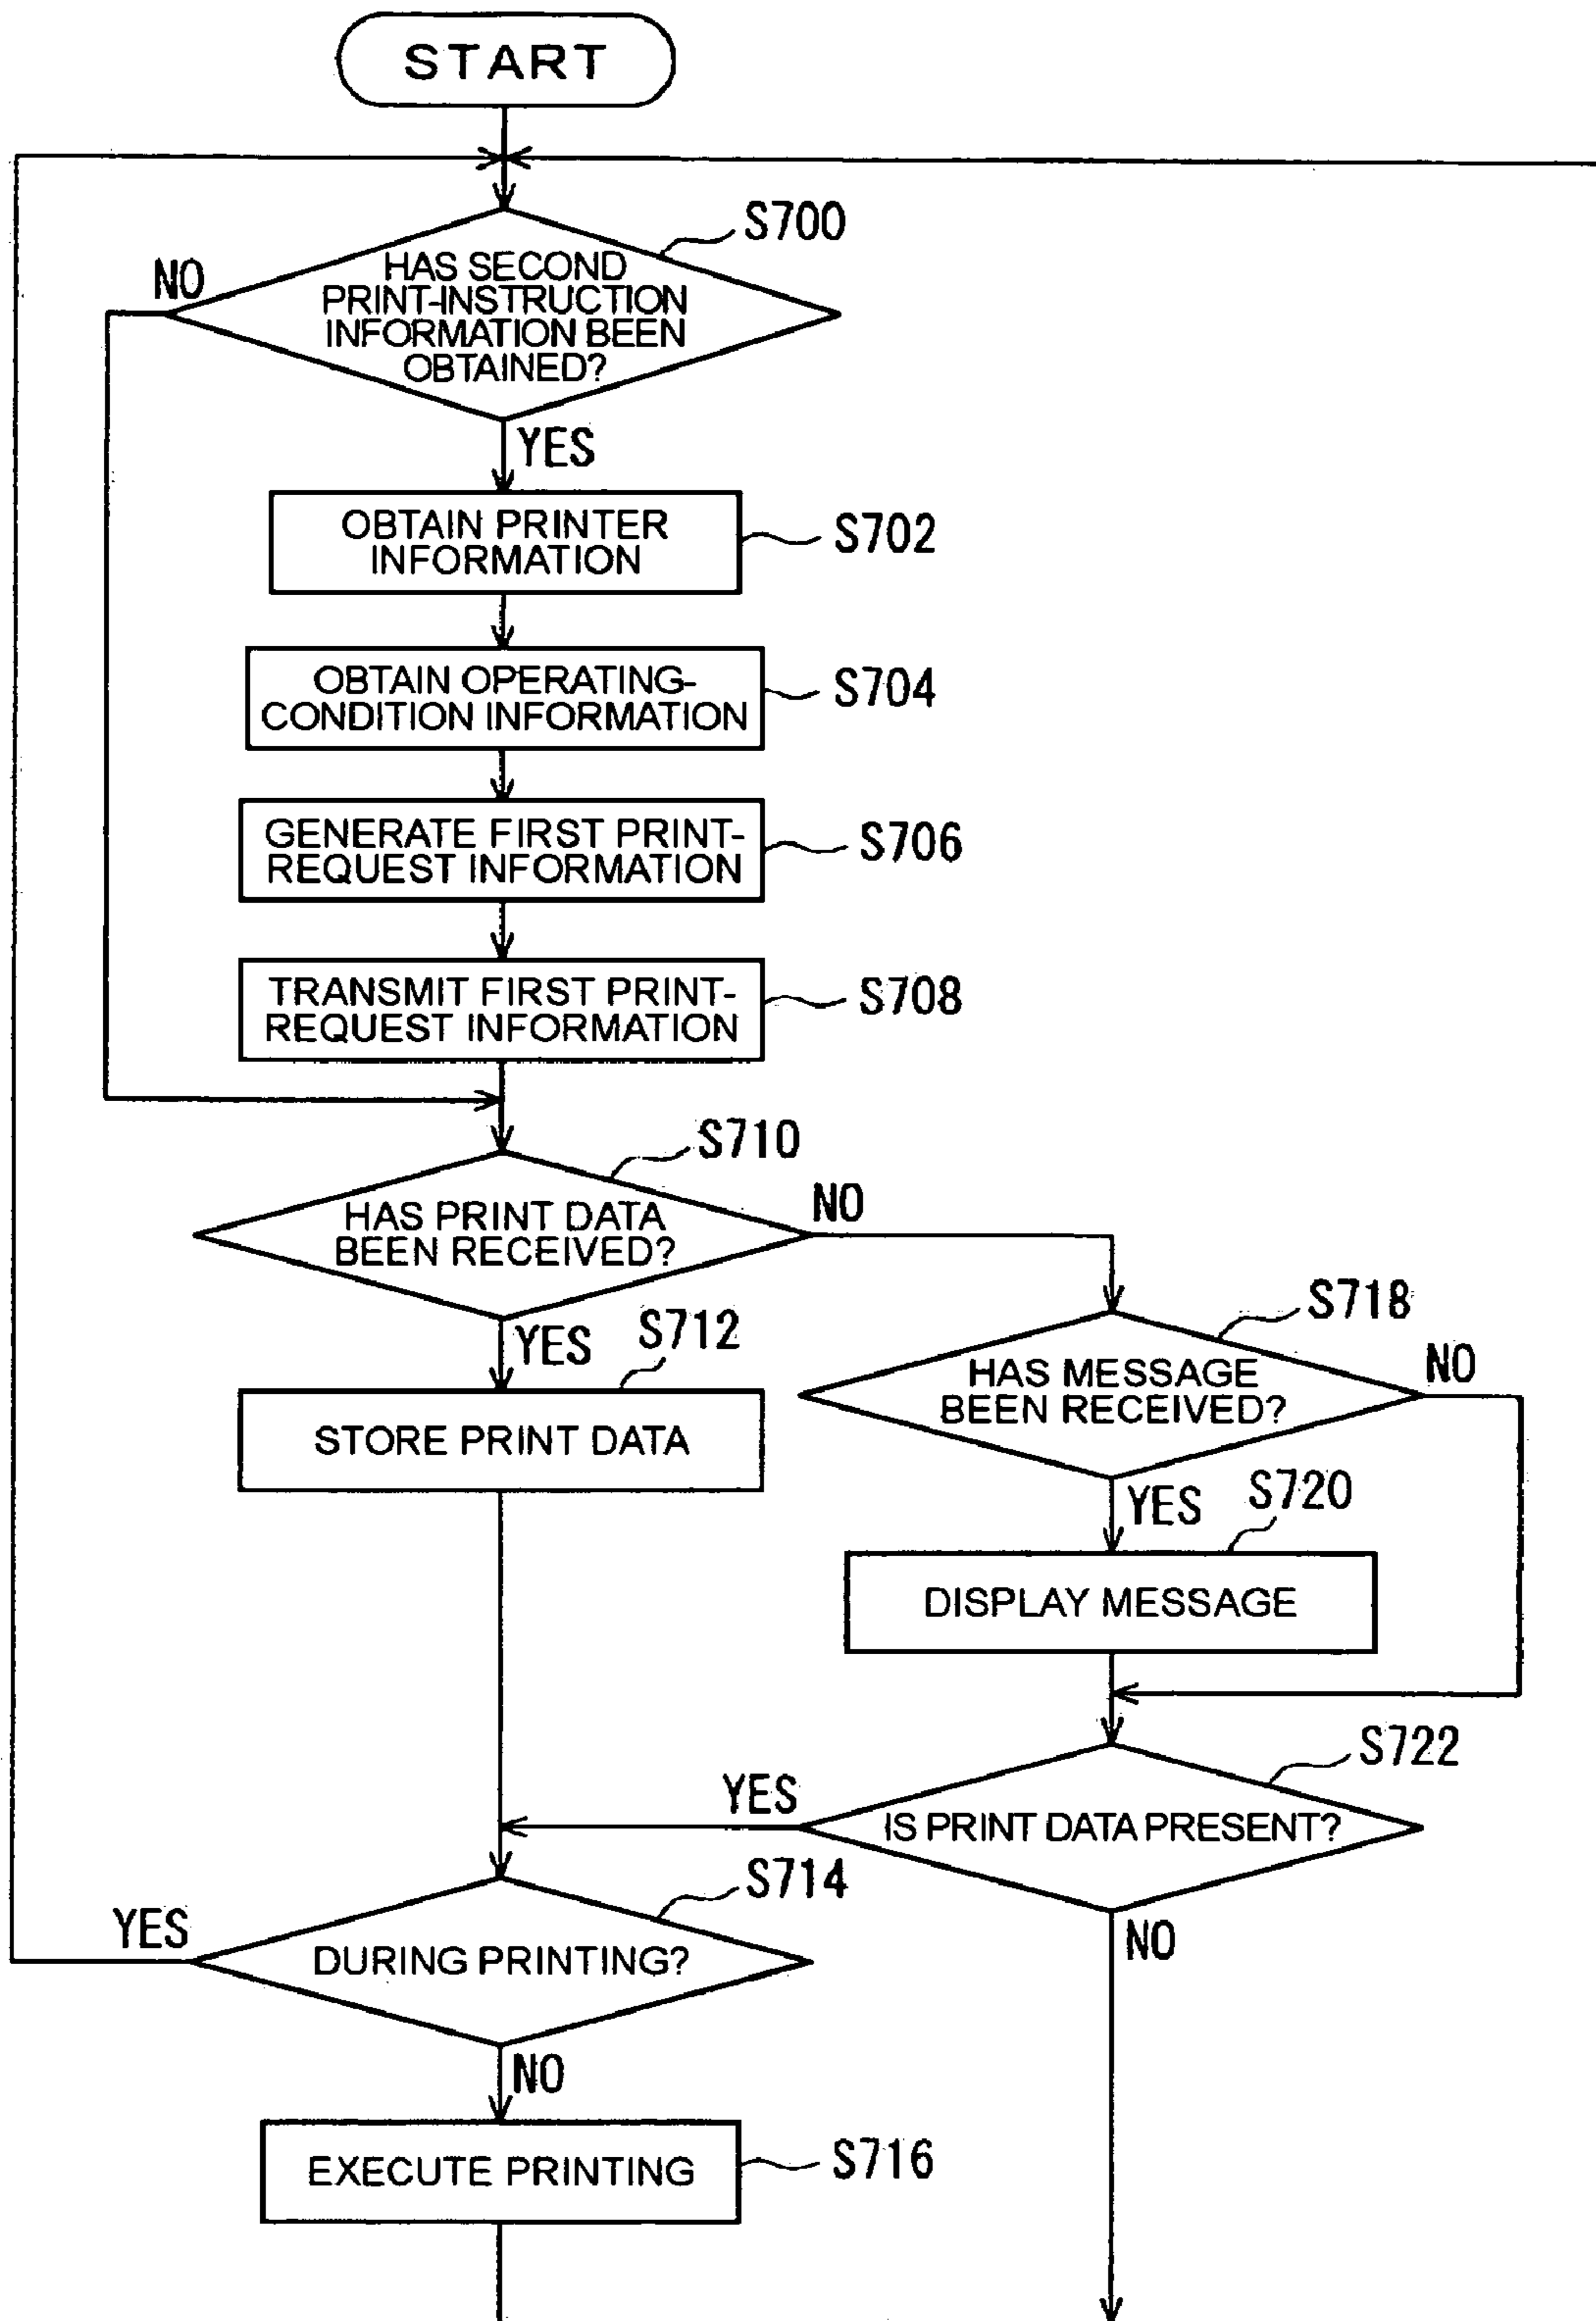 START
S700
NO
HAS SECOND
PRINT-INSTRUCTION
INFORMATION BEEN
OBTAINED?
YES
OBTAIN PRINTER
INFORMATION
S702
OBTAIN OPERATING-
CONDITION INFORMATION
S704
GENERATE FIRST PRINT-
REQUEST INFORMATION
S706
TRANSMIT FIRST PRINT-
REQUEST INFORMATION
S708
S710
HAS PRINT DATA
BEEN RECEIVED?
NO
YES
S712
STORE PRINT DATA
S718
HAS MESSAGE
BEEN RECEIVED?
NO
YES
S720
DISPLAY MESSAGE
S722
IS PRINT DATA PRESENT?
YES
NO
S714
YES
DURING PRINTING?
NO
EXECUTE PRINTING
S716